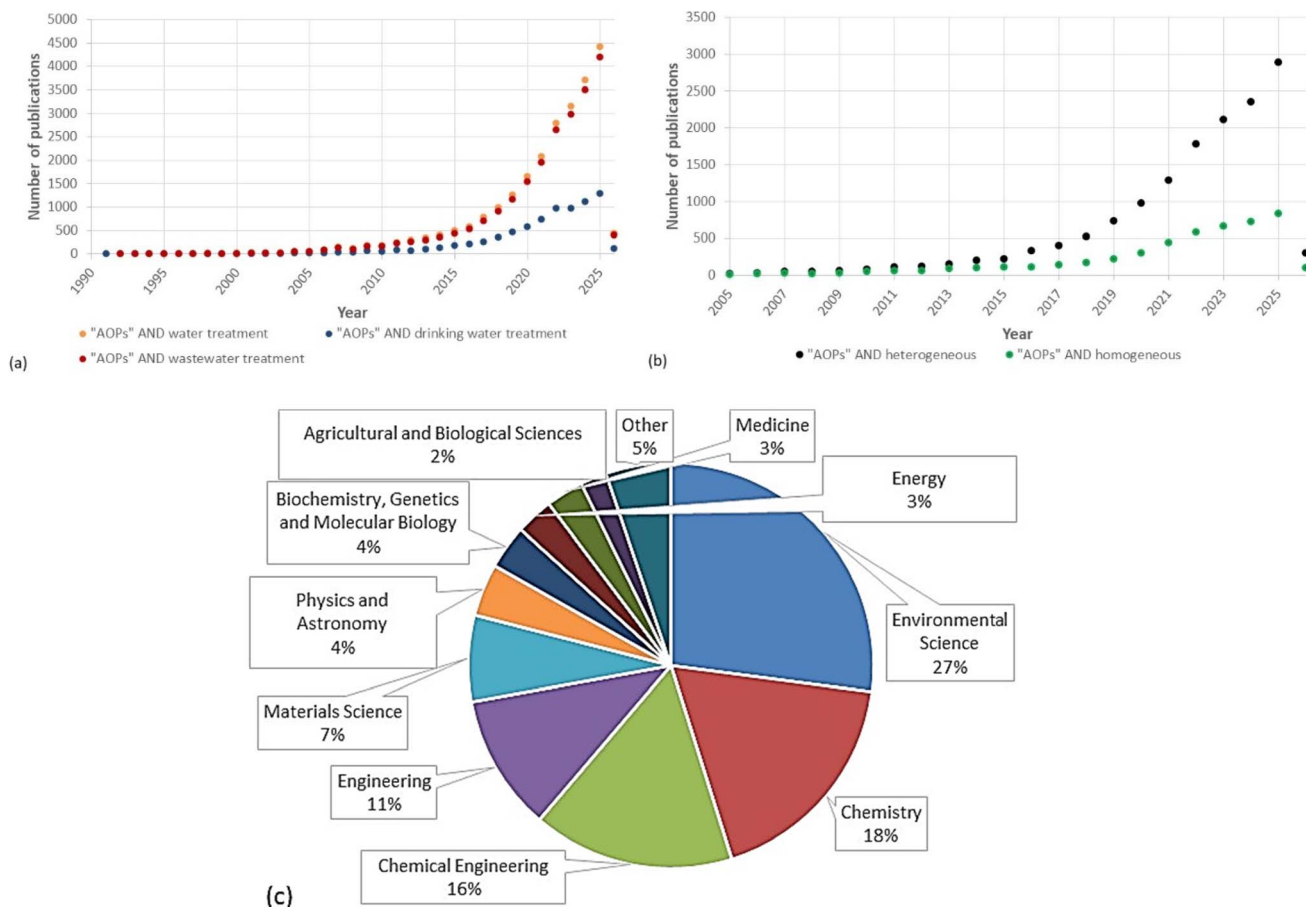 5000
4500
4000
3500
3000
2500
2000
1500
1000
500
0
Number of publications
1990
1995
2000
2005
2010
2015
2020
2025
Year
"AOPs" AND water treatment
"AOPs" AND drinking water treatment
"AOPs" AND wastewater treatment
(a)
3500
3000
2500
2000
1500
1000
500
0
Number of publications
2005
2007
2009
2011
2013
2015
2017
2019
2021
2023
2025
Year
"AOPs" AND heterogeneous
"AOPs" AND homogeneous
(b)
Agricultural and Biological Sciences
2%
Other
5%
Medicine
3%
Energy
3%
Biochemistry, Genetics
and Molecular Biology
4%
Physics and
Astronomy
4%
Environmental
Science
27%
Materials Science
7%
Engineering
11%
Chemistry
18%
Chemical Engineering
16%
(c)